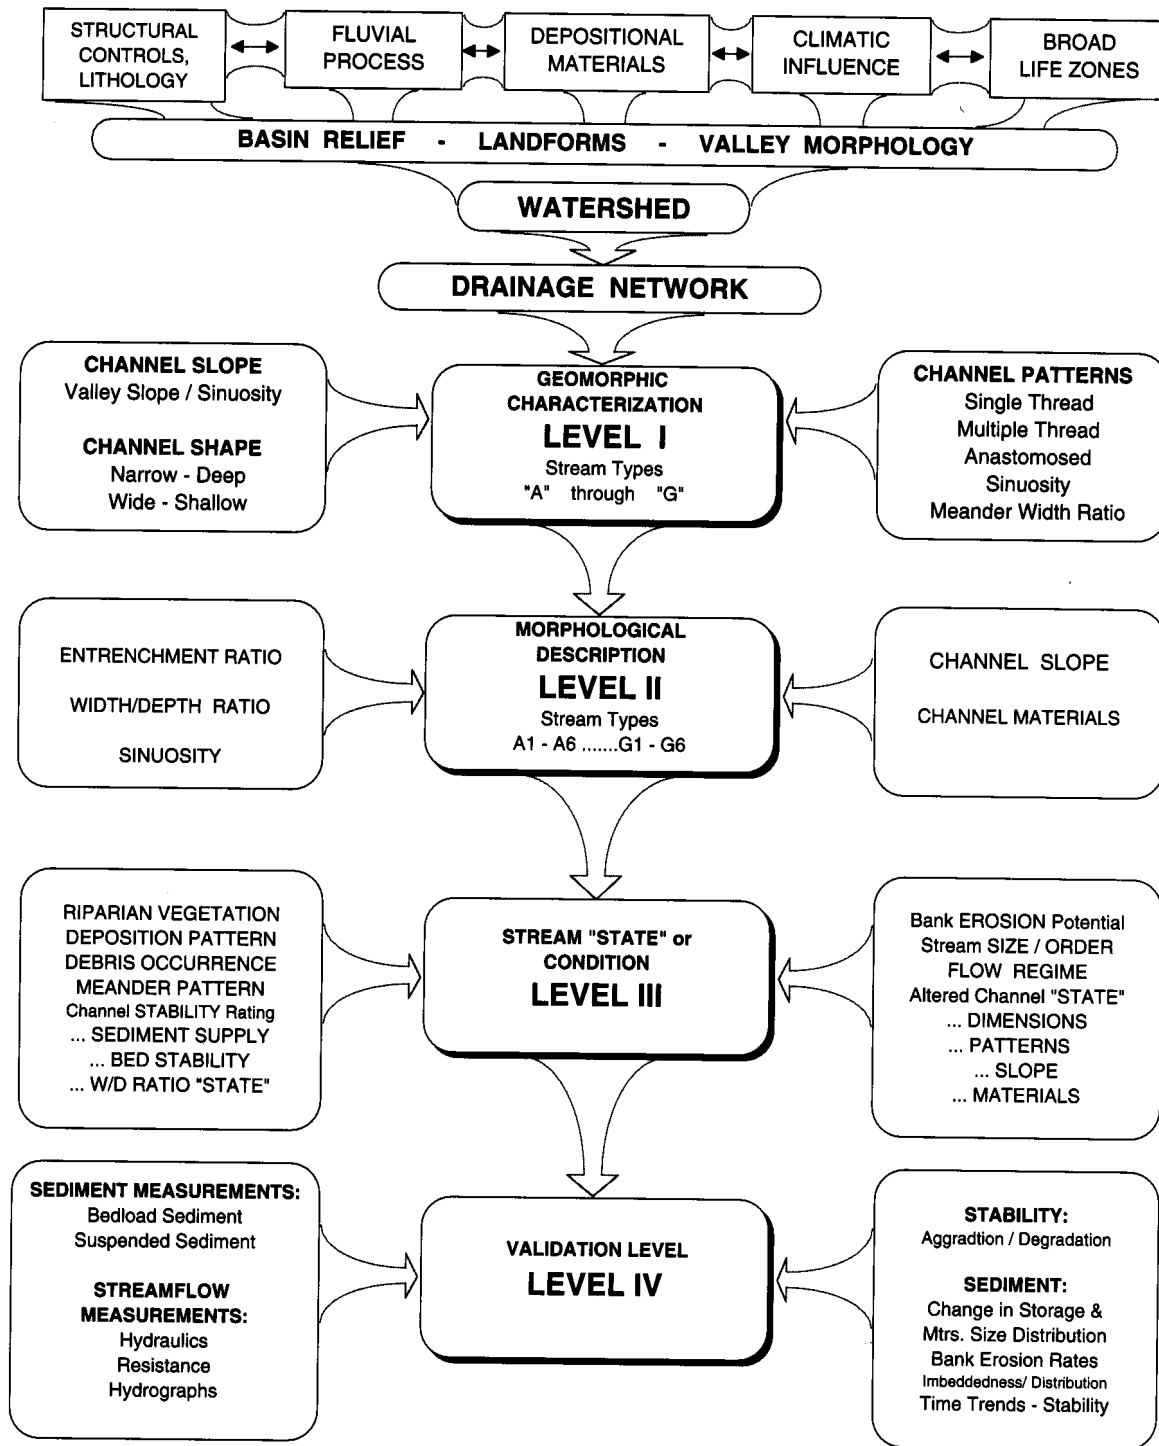 STRUCTURAL
CONTROLS,
LITHOLOGY
FLUVIAL
PROCESS
DEPOSITIONAL
MATERIALS
CLIMATIC
INFLUENCE
BROAD
LIFE ZONES
BASIN RELIEF - LANDFORMS - VALLEY MORPHOLOGY
WATERSHED
DRAINAGE NETWORK
CHANNEL SLOPE
Valley Slope / Sinuosity
CHANNEL SHAPE
Narrow - Deep
Wide - Shallow
GEOMORPHIC
CHARACTERIZATION
LEVEL I
Stream Types
"A" through "G"
CHANNEL PATTERNS
Single Thread
Multiple Thread
Anastomosed
Sinuosity
Meander Width Ratio
ENTRENCHMENT RATIO
WIDTH/DEPTH RATIO
SINUOSITY
MORPHOLOGICAL
DESCRIPTION
LEVEL II
Stream Types
A1 - A6 .......G1 - G6
CHANNEL SLOPE
CHANNEL MATERIALS
RIPARIAN VEGETATION
DEPOSITION PATTERN
DEBRIS OCCURRENCE
MEANDER PATTERN
Channel STABILITY Rating
... SEDIMENT SUPPLY
... BED STABILITY
... W/D RATIO "STATE"
STREAM "STATE" or
CONDITION
LEVEL III
Bank EROSION Potential
Stream SIZE / ORDER
FLOW REGIME
Altered Channel "STATE"
... DIMENSIONS
... PATTERNS
... SLOPE
... MATERIALS
SEDIMENT MEASUREMENTS:
Bedload Sediment
Suspended Sediment
STREAMFLOW
MEASUREMENTS:
Hydraulics
Resistance
Hydrographs
VALIDATION LEVEL
LEVEL IV
STABILITY:
Aggradtion / Degradation
SEDIMENT:
Change in Storage &
Mtrs. Size Distribution
Bank Erosion Rates
Imbeddedness/ Distribution
Time Trends - Stability